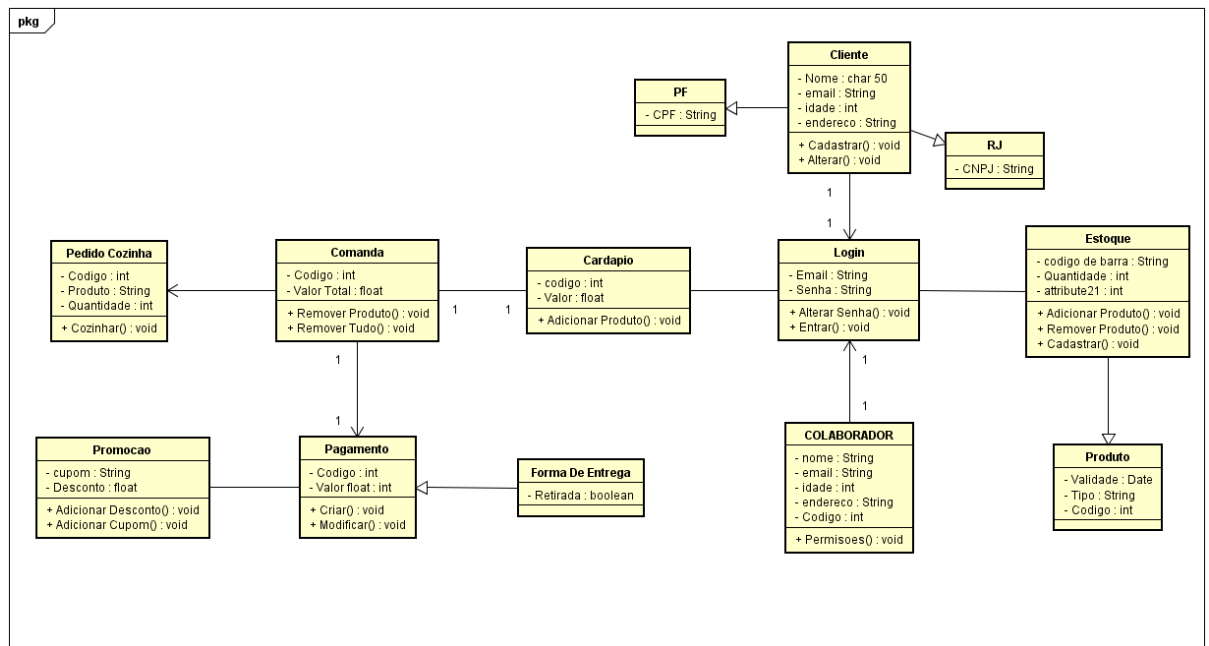 pkg
Cliente
- Nome : char 50
- email : String
- idade : int
- endereco : String
+ Cadastrar() : void
+ Alterar() : void
PF
- CPF : String
RJ
- CNPJ : String
1
1
Pedido Cozinha
- Codigo : int
- Produto : String
- Quantidade : int
+ Cozinhar() : void
Comanda
- Codigo : int
- Valor Total : float
+ Remover Produto() : void
+ Remover Tudo() : void
1
1
Cardapio
- codigo : int
- Valor : float
+ Adicionar Produto() : void
Login
- Email : String
- Senha : String
+ Alterar Senha() : void
+ Entrar() : void
Estoque
- codigo de barra : String
- Quantidade : int
- attribute21 : int
+ Adicionar Produto() : void
+ Remover Produto() : void
+ Cadastrar() : void
1
1
1
1
Promocao
- cupom : String
- Desconto : float
+ Adicionar Desconto() : void
+ Adicionar Cupom() : void
Pagamento
- Codigo : int
- Valor float : int
+ Criar() : void
+ Modificar() : void
Forma De Entrega
- Retirada : boolean
COLABORADOR
- nome : String
- email : String
- idade : int
- endereco : String
- Codigo : int
+ Permisoes() : void
Produto
- Validade : Date
- Tipo : String
- Codigo : int